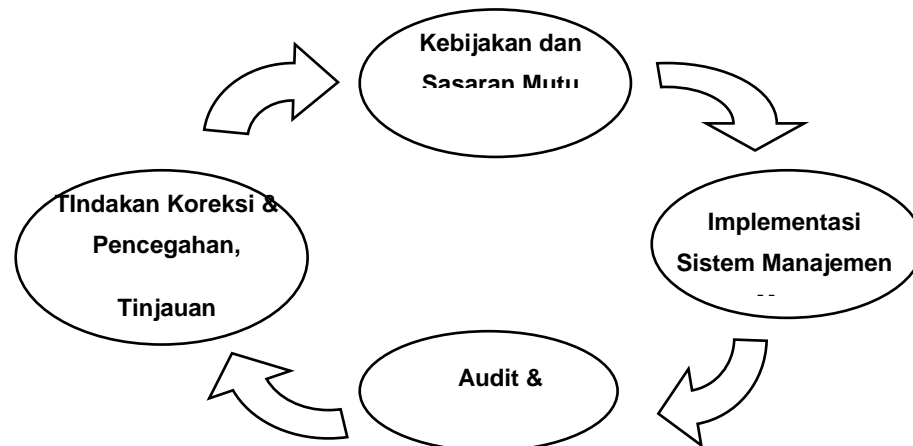 Kebijakan dan
Sasaran Mutu
Implementasi
Sistem Manajemen
TIndakan Koreksi &
Pencegahan,
Tinjauan
Audit &